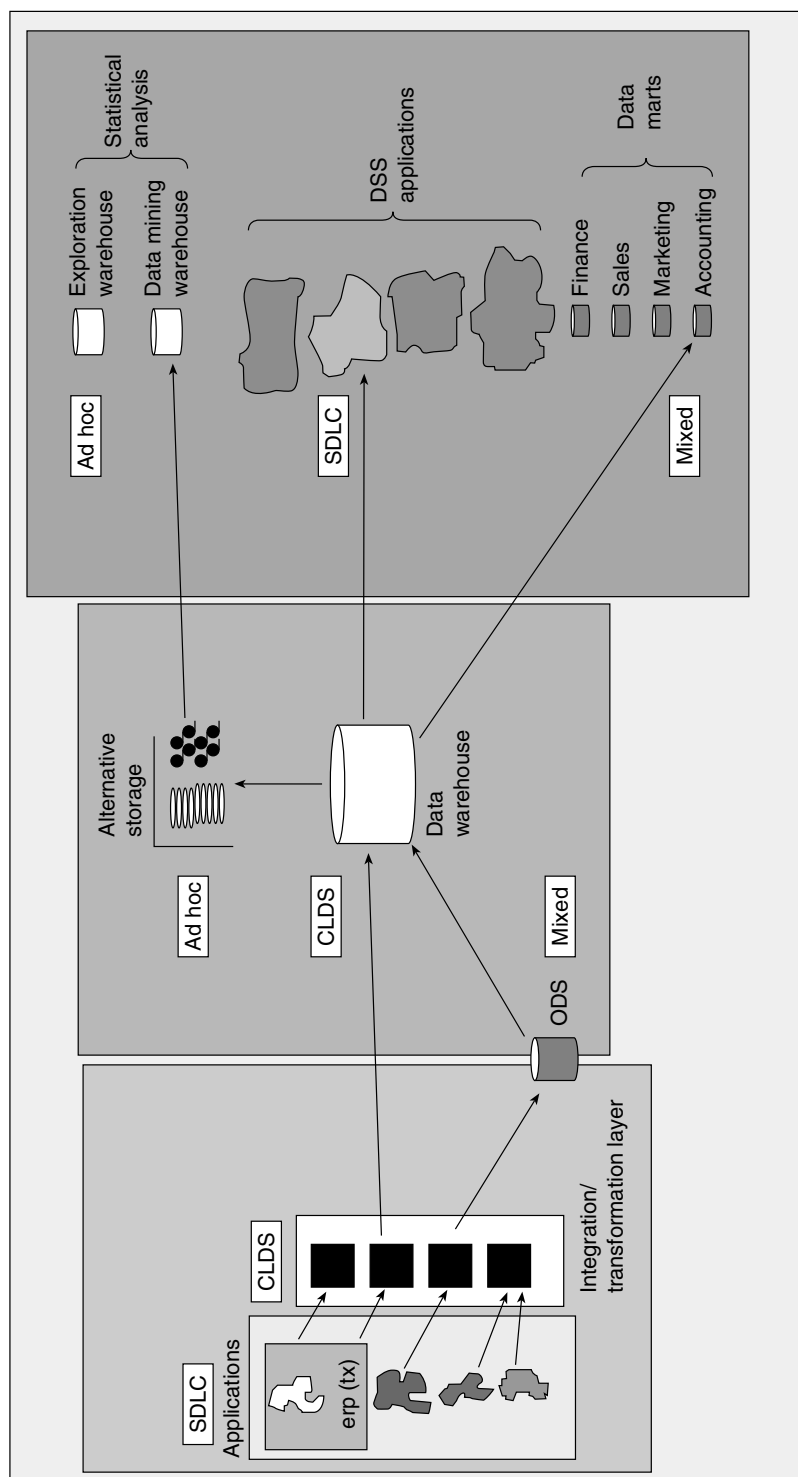 SDLC
Applications
erp (tx)
CLDS
Integration/
transformation layer
Alternative
storage
Ad hoc
CLDS
Data
warehouse
Mixed
ODS
Ad hoc
Exploration
warehouse
Data mining
warehouse
Statistical
analysis
SDLC
DSS
applications
Mixed
Finance
Sales
Marketing
Accounting
Data
marts